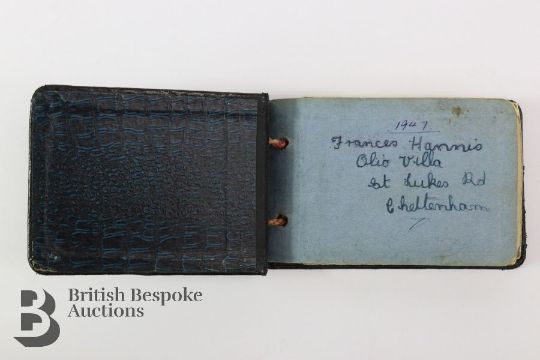 1947
Frances Hannis
Olio Villa
St Lukes Rd
Cheltenham
B
British Bespoke
Auctions